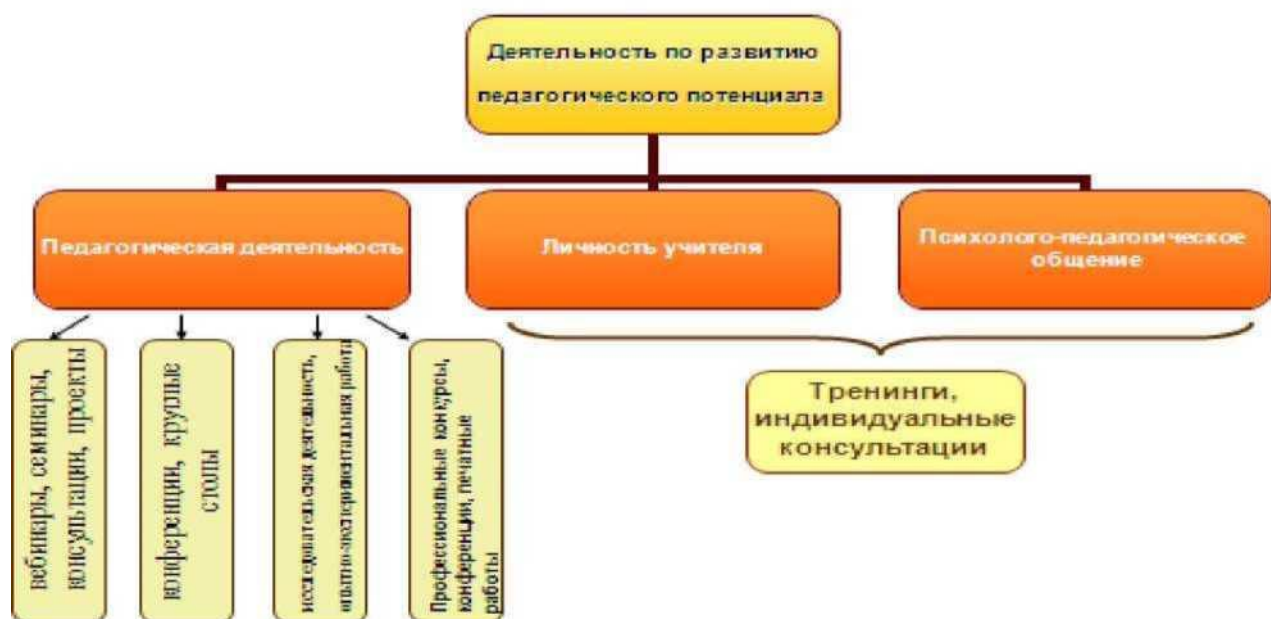 Деятельность по развитию
педагогического потенциала
Педагогическая деятельность
Личность учителя
Психолого-педагогическое
общение
вебинары, семинары,
консультации, проекты
конференции, круглые
столы
исследовательская деятельность,
опытно-экспериментальная работа
Профессиональные конкурсы,
конференции, печатные
работы
Тренинги,
индивидуальные
консультации